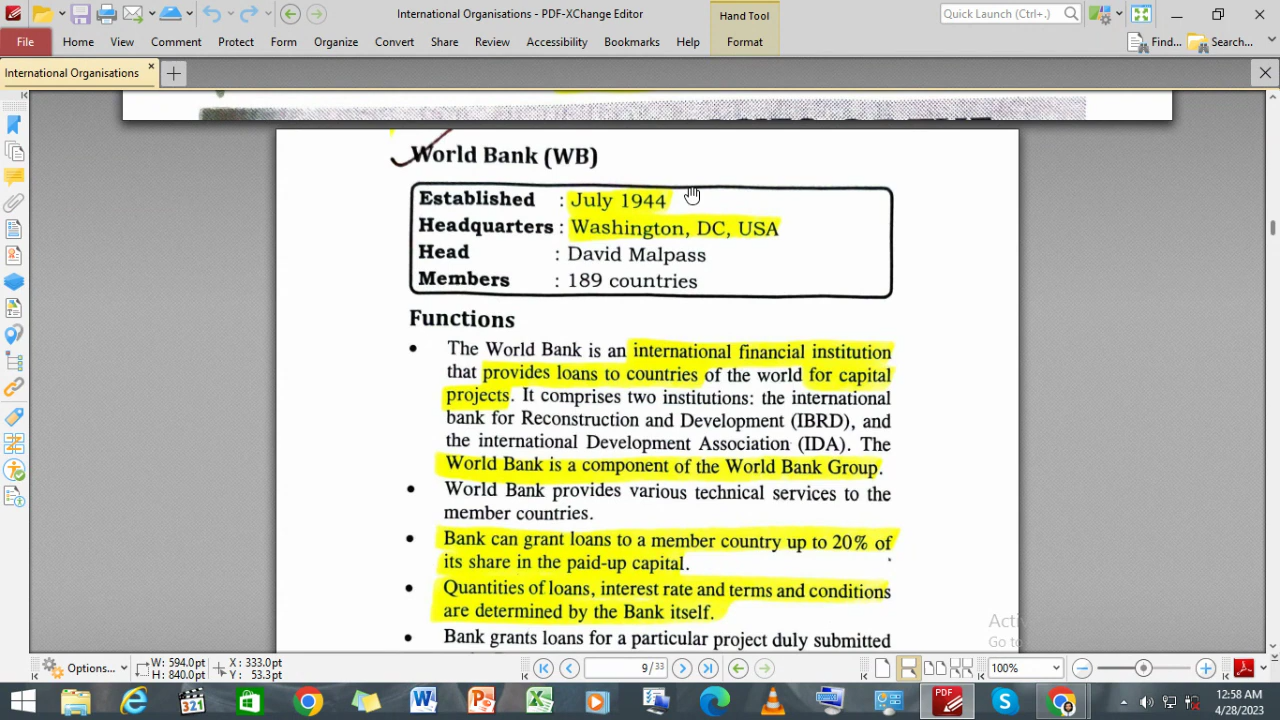 International Organisations - PDF-XChange Editor
Hand Tool
Quick Launch (Ctrl+.)
File Home View Comment Protect Form Organize Convert Share Review Accessibility Bookmarks Help Format
Find... Search...
International Organisations
World Bank (WB)
Established : July 1944
Headquarters : Washington, DC, USA
Head : David Malpass
Members : 189 countries
Functions
• The World Bank is an international financial institution
that provides loans to countries of the world for capital
projects. It comprises two institutions: the international
bank for Reconstruction and Development (IBRD), and
the international Development Association (IDA). The
World Bank is a component of the World Bank Group.
• World Bank provides various technical services to the
member countries.
• Bank can grant loans to a member country up to 20% of
its share in the paid-up capital.
• Quantities of loans, interest rate and terms and conditions
are determined by the Bank itself.
• Bank grants loans for a particular project duly submitted
Options...
W: 594.0pt
H: 840.0pt
X: 333.0pt
Y: 53.3pt
9 / 33
100%
321
PDF
12:58 AM
4/28/2023